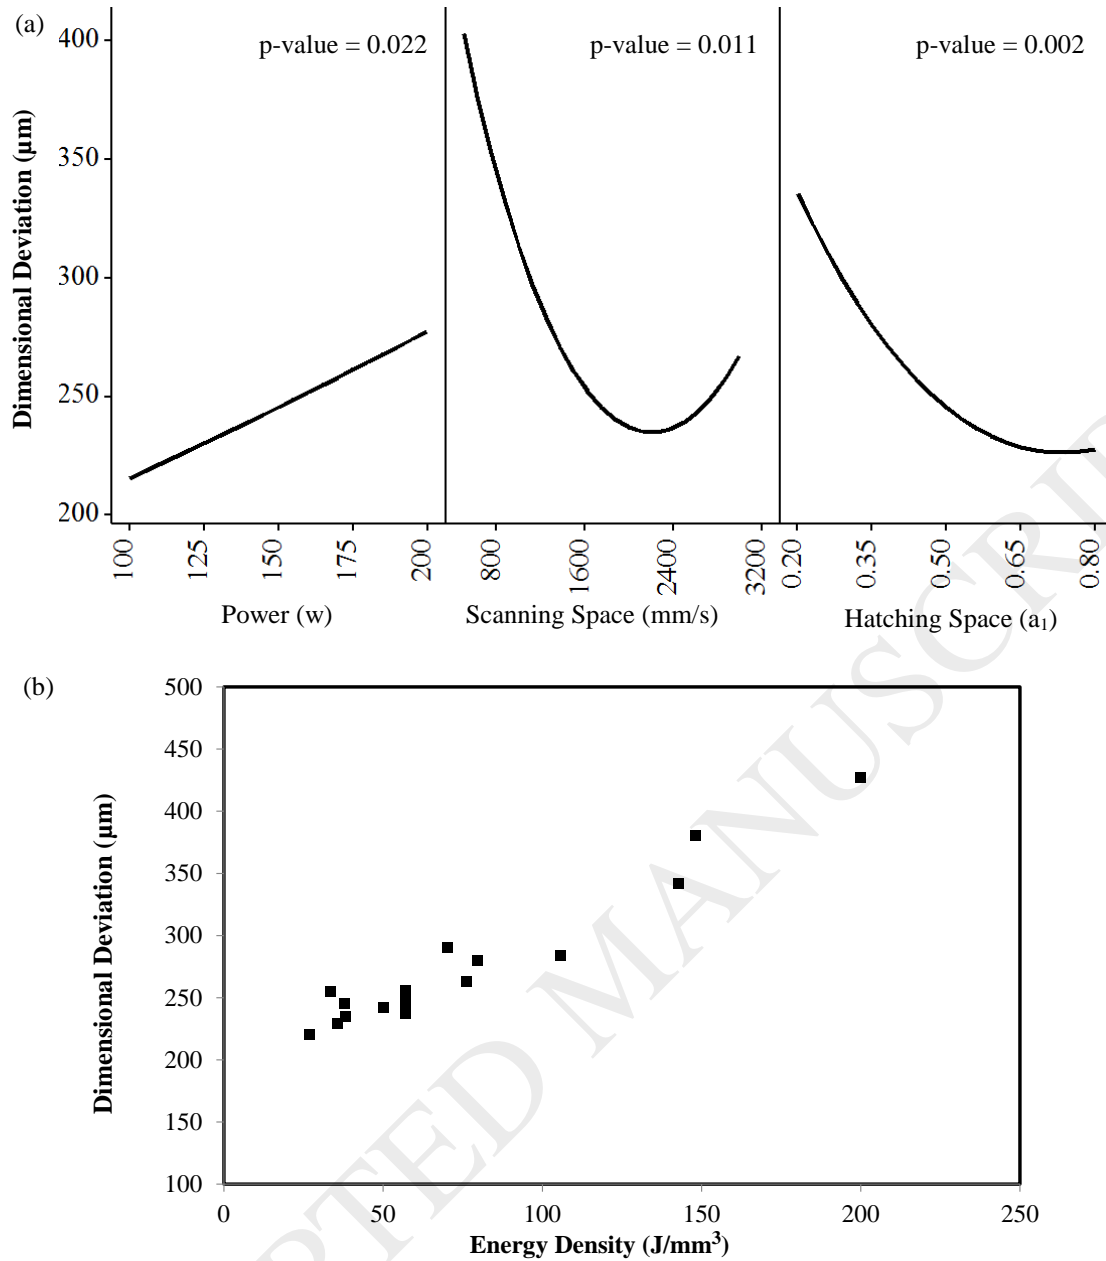 (a)
p-value = 0.022
p-value = 0.011
p-value = 0.002
Dimensional Deviation (µm)
400
350
300
250
200
100 125 150 175 200
800 1600 2400 3200
0.20 0.35 0.50 0.65 0.80
Power (w)
Scanning Space (mm/s)
Hatching Space (a₁)
(b)
Dimensional Deviation (µm)
500
450
400
350
300
250
200
150
100
0 50 100 150 200 250
Energy Density (J/mm³)
RTED MANUSCRI